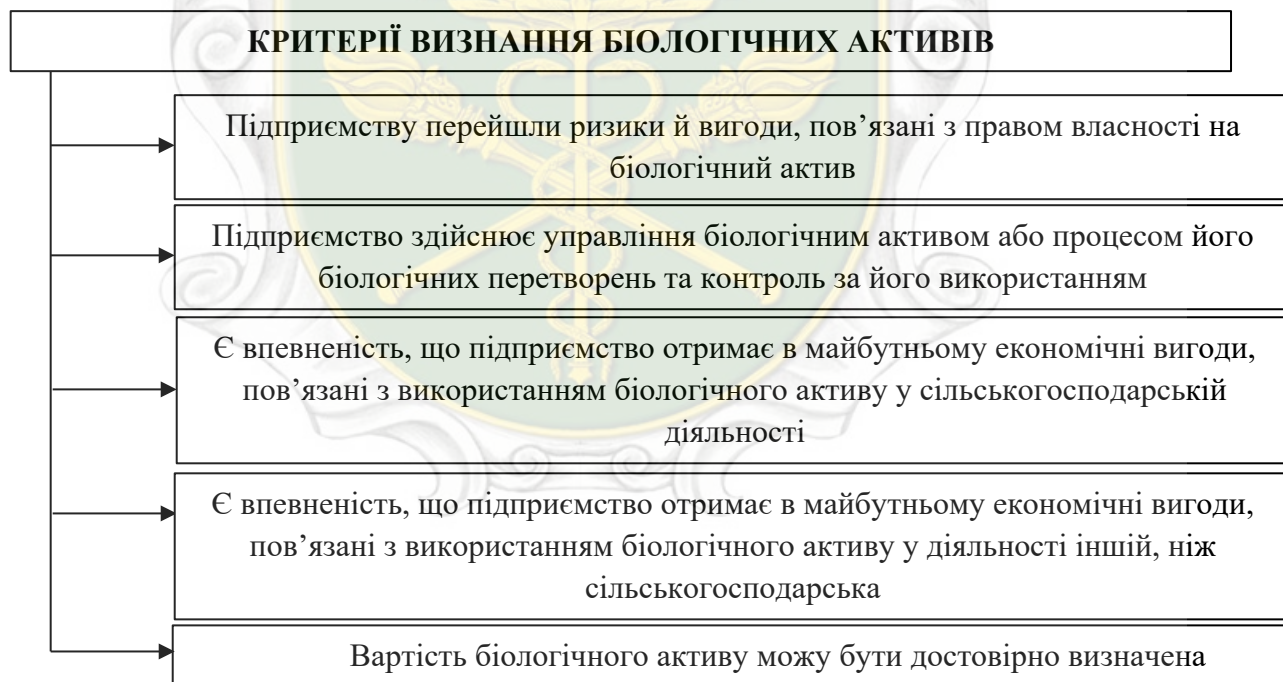 КРИТЕРІЇ ВИЗНАННЯ БІОЛОГІЧНИХ АКТИВІВ
Підприємству перейшли ризики й вигоди, пов’язані з правом власності на
біологічний актив
Підприємство здійснює управління біологічним активом або процесом його
біологічних перетворень та контроль за його використанням
Є впевненість, що підприємство отримає в майбутньому економічні вигоди,
пов’язані з використанням біологічного активу у сільськогосподарській
діяльності
Є впевненість, що підприємство отримає в майбутньому економічні вигоди,
пов’язані з використанням біологічного активу у діяльності іншій, ніж
сільськогосподарська
Вартість біологічного активу можу бути достовірно визначена